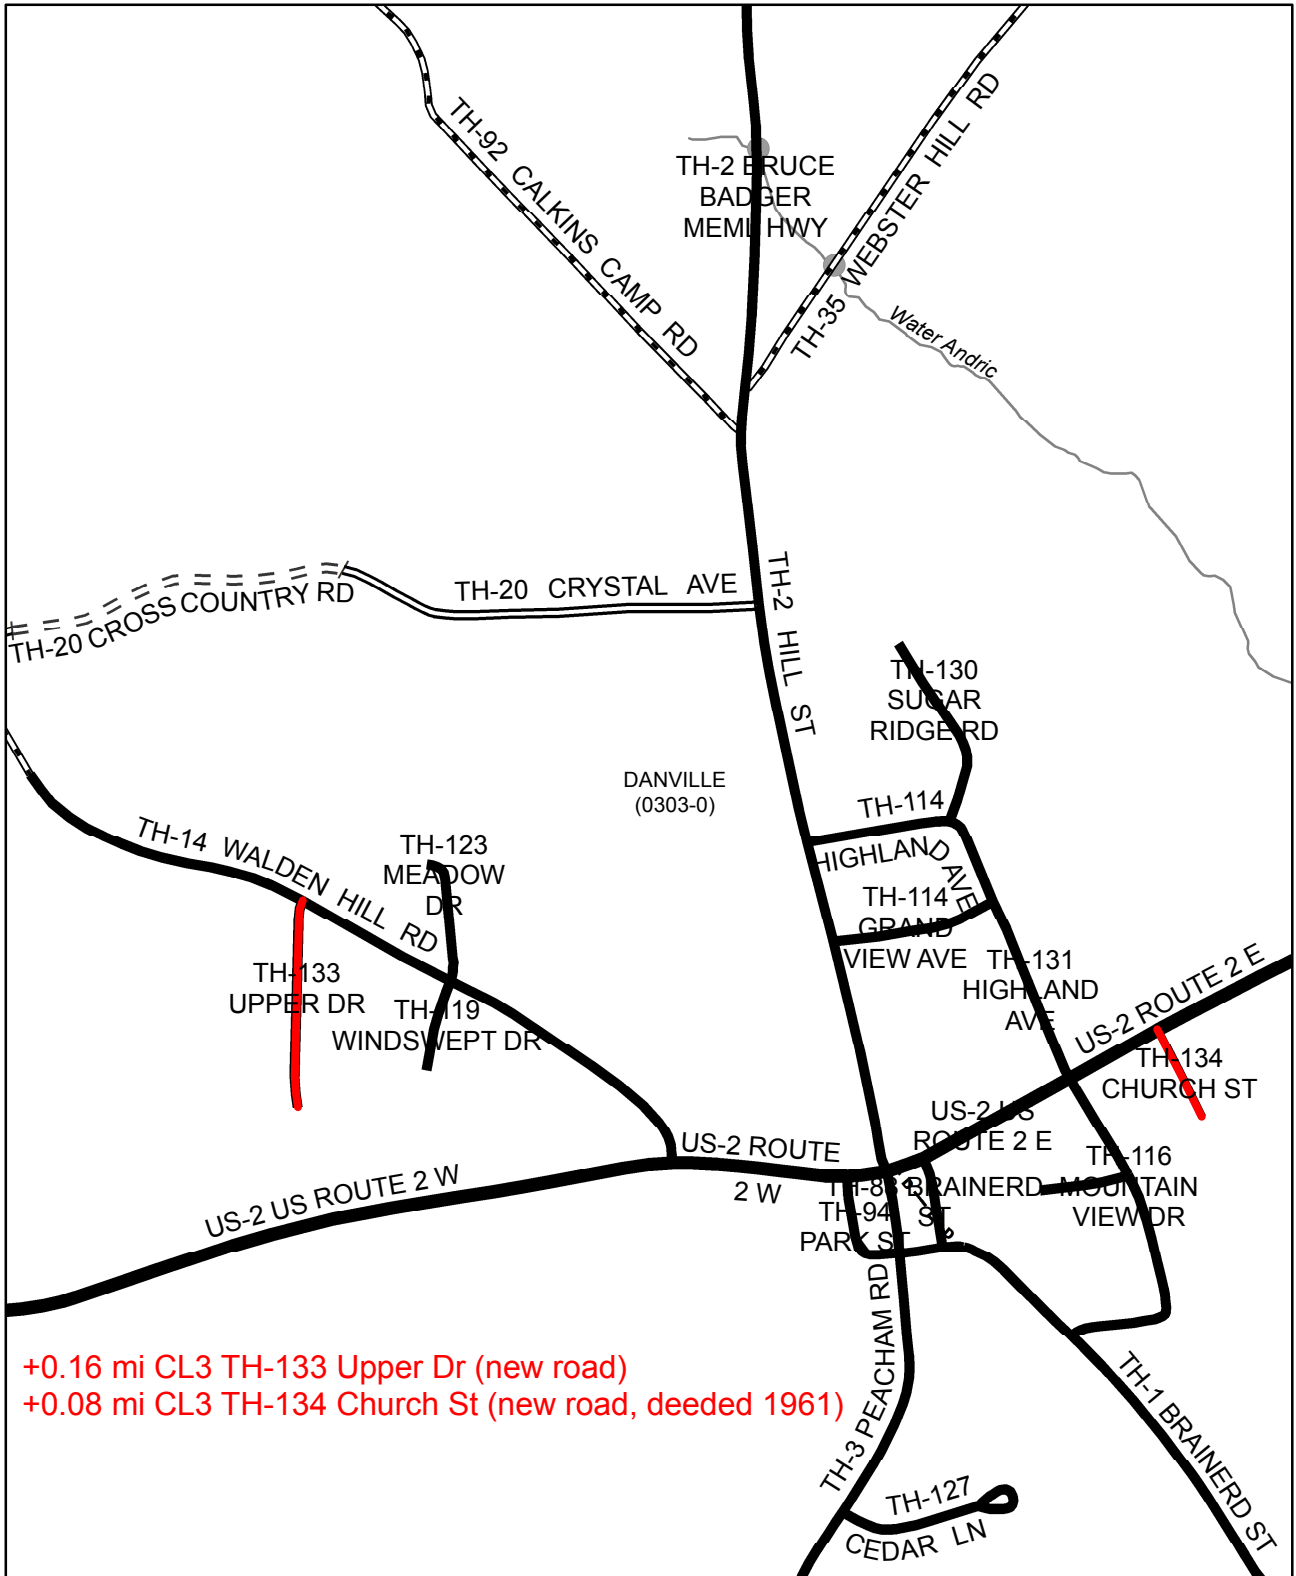 TH-92 CALKINS CAMP RD
TH-2 BRUCE
BADGER
MEML HWY
TH-35 WEBSTER HILL RD
Water Andric
TH-20 CROSS COUNTRY RD
TH-20 CRYSTAL AVE
TH-2 HILL ST
TH-130
SUGAR
RIDGE RD
DANVILLE
(0303-0)
TH-114
HIGHLAND AVE
TH-14 WALDEN HILL RD
TH-123
MEADOW
DR
TH-114
GRAND
VIEW AVE
TH-131
HIGHLAND
AVE
TH-133
UPPER DR
TH-119
WINDSWEPT DR
US-2 ROUTE 2 E
TH-134
CHURCH ST
US-2 US
ROUTE 2 E
US-2 ROUTE
2 W
US-2 US ROUTE 2 W
TH-116
MOUNTAIN
VIEW DR
BRAINERD
ST
TH-94
PARK ST
TH-3 PEACHAM RD
+0.16 mi CL3 TH-133 Upper Dr (new road)
+0.08 mi CL3 TH-134 Church St (new road, deeded 1961)
TH-1 BRAINERD ST
TH-127
CEDAR LN